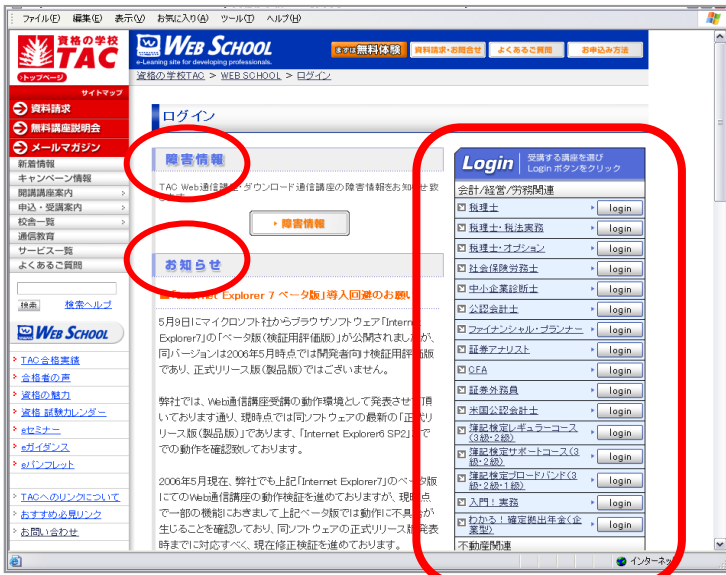 ファイル(F) 編集(E) 表示(V) お気に入り(A) ツール(T) ヘルプ(H)
資格の学校
TAC
トップページ
WEB SCHOOL
e-Leaning site for developing professionals.
まずは無料体験
資料請求・お問合せ
よくあるご質問
お申込み方法
資格の学校TAC > WEB SCHOOL > ログイン
サイトマップ
資料請求
無料講座説明会
メールマガジン
新着情報
キャンペーン情報
開講講座案内
申込・受講案内
校舎一覧
通信教育
サービス一覧
よくあるご質問
検索 検索ヘルプ
WEB SCHOOL
TAC合格実績
合格者の声
資格の魅力
資格 試験カレンダー
eセミナー
eガイダンス
eパンフレット
TACへのリンクについて
おすすめ必見リンク
お問い合わせ
ログイン
障害情報
TAC Web通信講座・ダウンロード通信講座の障害情報をお知らせ致
します
障害情報
お知らせ
「Internet Explorer 7 ベータ版」導入回避のお願い
5月9日にマイクロソフト社からブラウザソフトウェア「Internet
Explorer7」の「ベータ版(検証用評価版)」が公開されましたが、
同バージョンは2006年5月時点では開発者向け検証用評価版
であり、正式リリース版(製品版)ではございません。
弊社では、Web通信講座受講の動作環境として発表させて頂
いております通り、現時点では同ソフトウェアの最新の「正式リ
リース版(製品版)」であります、「Internet Explorer6 SP2」まで
での動作を確認致しております。
2006年5月現在、弊社でも上記「Internet Explorer7」のベータ版
にてのWeb通信講座の動作検証を進めておりますが、現時点
で一部の機能におきまして上記ベータ版では動作に不具合が
生じることを確認しており、同ソフトウェアの正式リリース版発表
時までに対応すべく、現在修正検証を進めております。
Login 受講する講座を選び
Login ボタンをクリック
会計/経営/労務関連
税理士 login
税理士・税法実務 login
税理士・オプション login
社会保険労務士 login
中小企業診断士 login
公認会計士 login
ファイナンシャル・プランナー login
証券アナリスト login
CFA login
証券外務員 login
米国公認会計士 login
簿記検定レギュラーコース
(3級・2級) login
簿記検定サポートコース(3
級・2級) login
簿記検定ブロードバンド(3
級・2級・1級) login
入門!実務 login
わかる!確定拠出年金(企
業型) login
不動産関連
インターネット